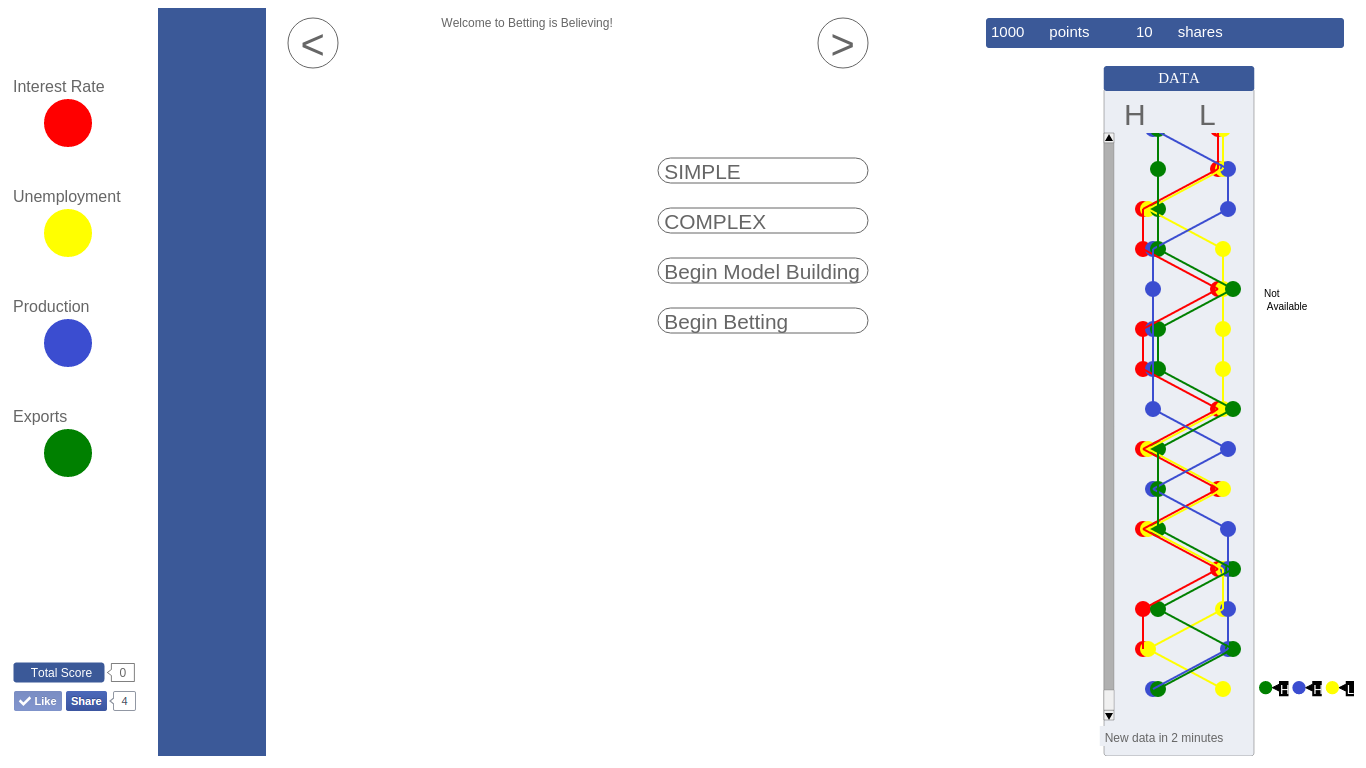 < Welcome to Betting is Believing! >
1000 points 10 shares
DATA
H L
Interest Rate
Unemployment
Production
Exports
SIMPLE
COMPLEX
Begin Model Building
Begin Betting
Not
Available
Total Score 0
Like Share 4
H H L
New data in 2 minutes